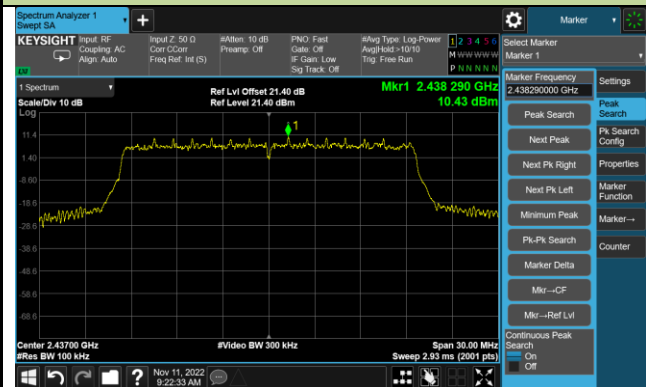 Spectrum Analyzer 1
Swept SA
Marker
KEYSIGHT
Input: RF
Coupling: AC
Align: Auto
Input Z: 50 Ω
Corr CCorr
Freq Ref: Int (S)
#Atten: 10 dB
Preamp: Off
PNO: Fast
Gate: Off
IF Gain: Low
Sig Track: Off
#Avg Type: Log-Power
Avg|Hold:>10/10
Trig: Free Run
1 2 3 4 5 6
M W W W W W
P N N N N N
Select Marker
Marker 1
1 Spectrum
Scale/Div 10 dB
Log
Ref Lvl Offset 21.40 dB
Ref Level 21.40 dBm
Mkr1 2.438 290 GHz
10.43 dBm
1
11.4
1.40
-8.60
-18.6
-28.6
-38.6
-48.6
-58.6
-68.6
Center 2.43700 GHz
#Res BW 100 kHz
#Video BW 300 kHz
Span 30.00 MHz
Sweep 2.93 ms (2001 pts)
Marker Frequency
2.438290000 GHz
Peak Search
Next Peak
Next Pk Right
Next Pk Left
Minimum Peak
Pk-Pk Search
Marker Delta
Mkr→CF
Mkr→Ref Lvl
Continuous Peak
Search
On
Off
Settings
Peak
Search
Pk Search
Config
Properties
Marker
Function
Marker→
Counter
Nov 11, 2022
9:22:33 AM